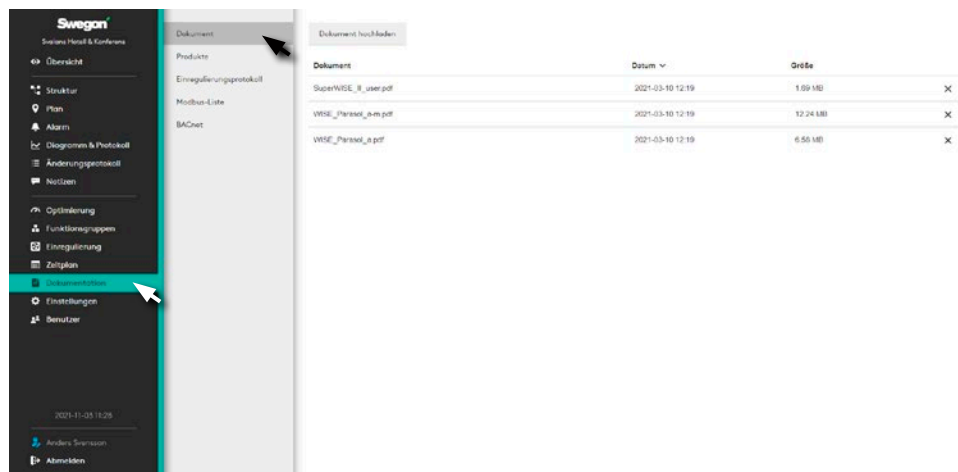 Swegon
Svalans Hotell & Konferens
Übersicht
Struktur
Plan
Alarm
Diagramm & Protokoll
Änderungsprotokoll
Notizen
Optimierung
Funktionsgruppen
Einregulierung
Zeitplan
Dokumentation
Einstellungen
Benutzer
2021-11-03 11:28
Anders Svensson
Abmelden
Dokument
Produkte
Einregulierungsprotokoll
Modbus-Liste
BACnet
Dokument hochladen
Dokument Datum Größe
SuperWISE_II_user.pdf 2021-03-10 12:19 1.69 MB
WISE_Parasol_a-m.pdf 2021-03-10 12:19 12.24 MB
WISE_Parasol_a.pdf 2021-03-10 12:19 6.56 MB